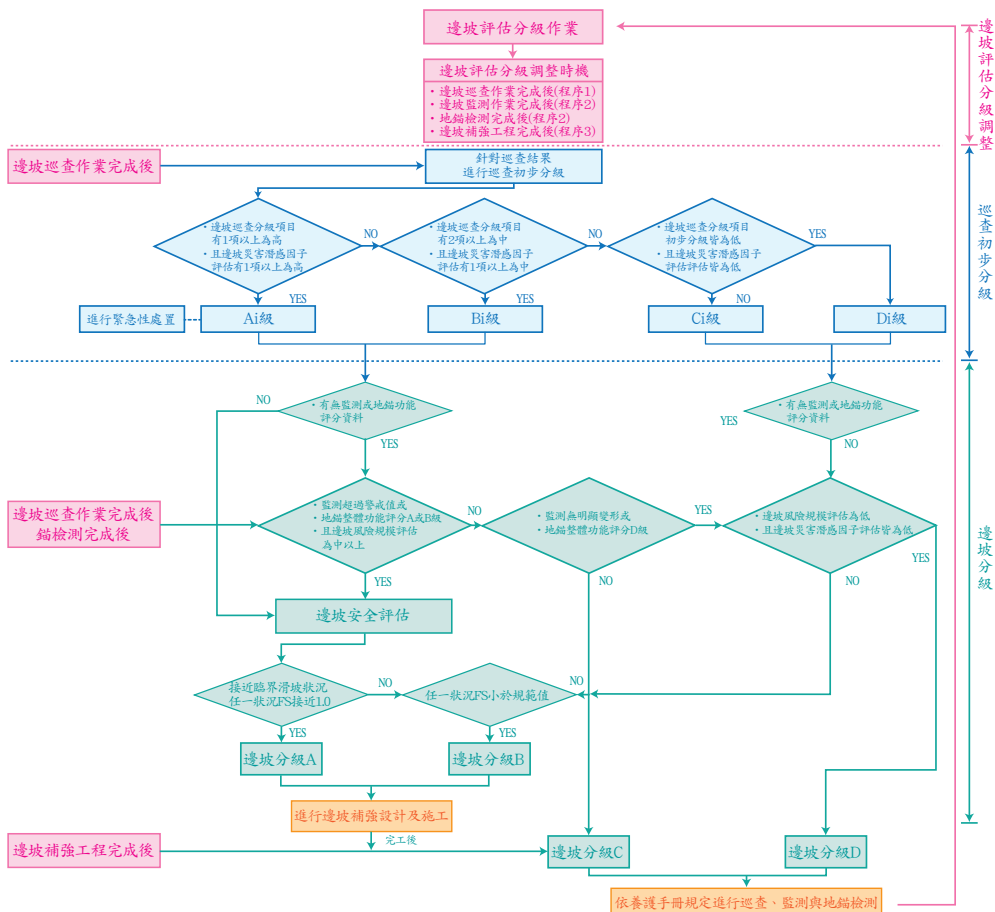 邊坡評估分級作業
邊坡評估分級調整時機
・邊坡巡查作業完成後(程序1)
・邊坡監測作業完成後(程序2)
・地錨檢測完成後(程序2)
・邊坡補強工程完成後(程序3)
邊坡評估分級調整
邊坡巡查作業完成後
針對巡查結果
進行巡查初步分級
巡查初步分級
・邊坡巡查分級項目
有1項以上為高
・且邊坡災害潛感因子
評估有1項以上為高
NO
・邊坡巡查分級項目
有2項以上為中
・且邊坡災害潛感因子
評估有1項以上為中
NO
・邊坡巡查分級項目
初步分級皆為低
・且邊坡災害潛感因子
評估評估皆為低
YES
YES
YES
NO
進行緊急性處置
Ai級
Bi級
Ci級
Di級
NO
・有無監測或地錨功能
評分資料
YES
・有無監測或地錨功能
評分資料
YES
NO
邊坡巡查作業完成後
錨檢測完成後
・監測超過警戒值或
・地錨整體功能評分A或B級
・且邊坡風險規模評估
為中以上
NO
・監測無明顯變形或
・地錨整體功能評分D級
YES
・邊坡風險規模評估為低
・且邊坡災害潛感因子評估皆為低
YES
邊坡分級
YES
NO
NO
邊坡安全評估
接近臨界滑坡狀況
任一狀況FS接近1.0
NO
任一狀況FS小於規範值
NO
YES
YES
邊坡分級A
邊坡分級B
進行邊坡補強設計及施工
完工後
邊坡補強工程完成後
邊坡分級C
邊坡分級D
依養護手冊規定進行巡查、監測與地錨檢測